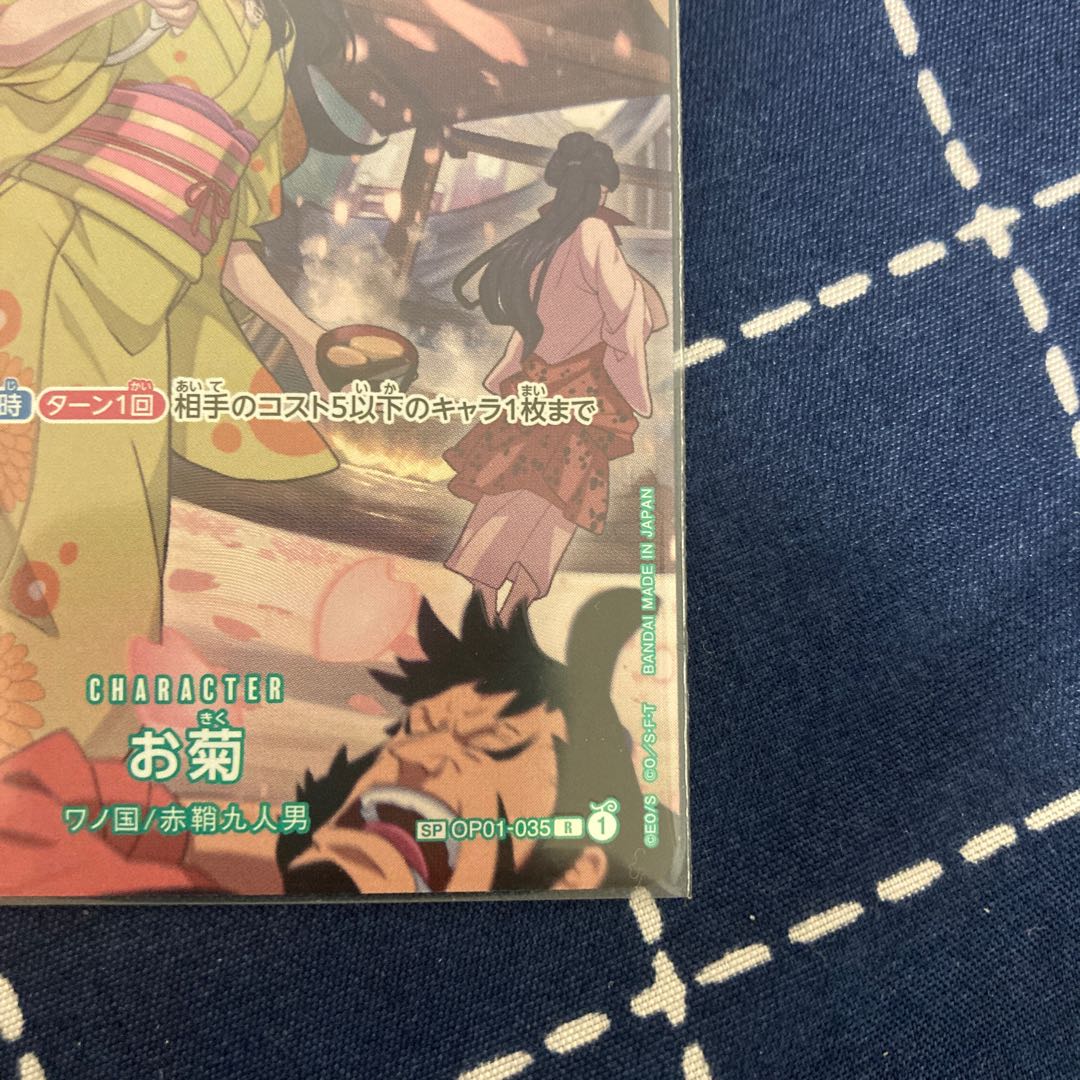 時 ターン1回 相手のコスト5以下のキャラ1枚まで
CHARACTER
お菊
ワノ国/赤鞘九人男
SP OP01-035 R 1
©EO/S ©O/S・F・T BANDAI MADE IN JAPAN